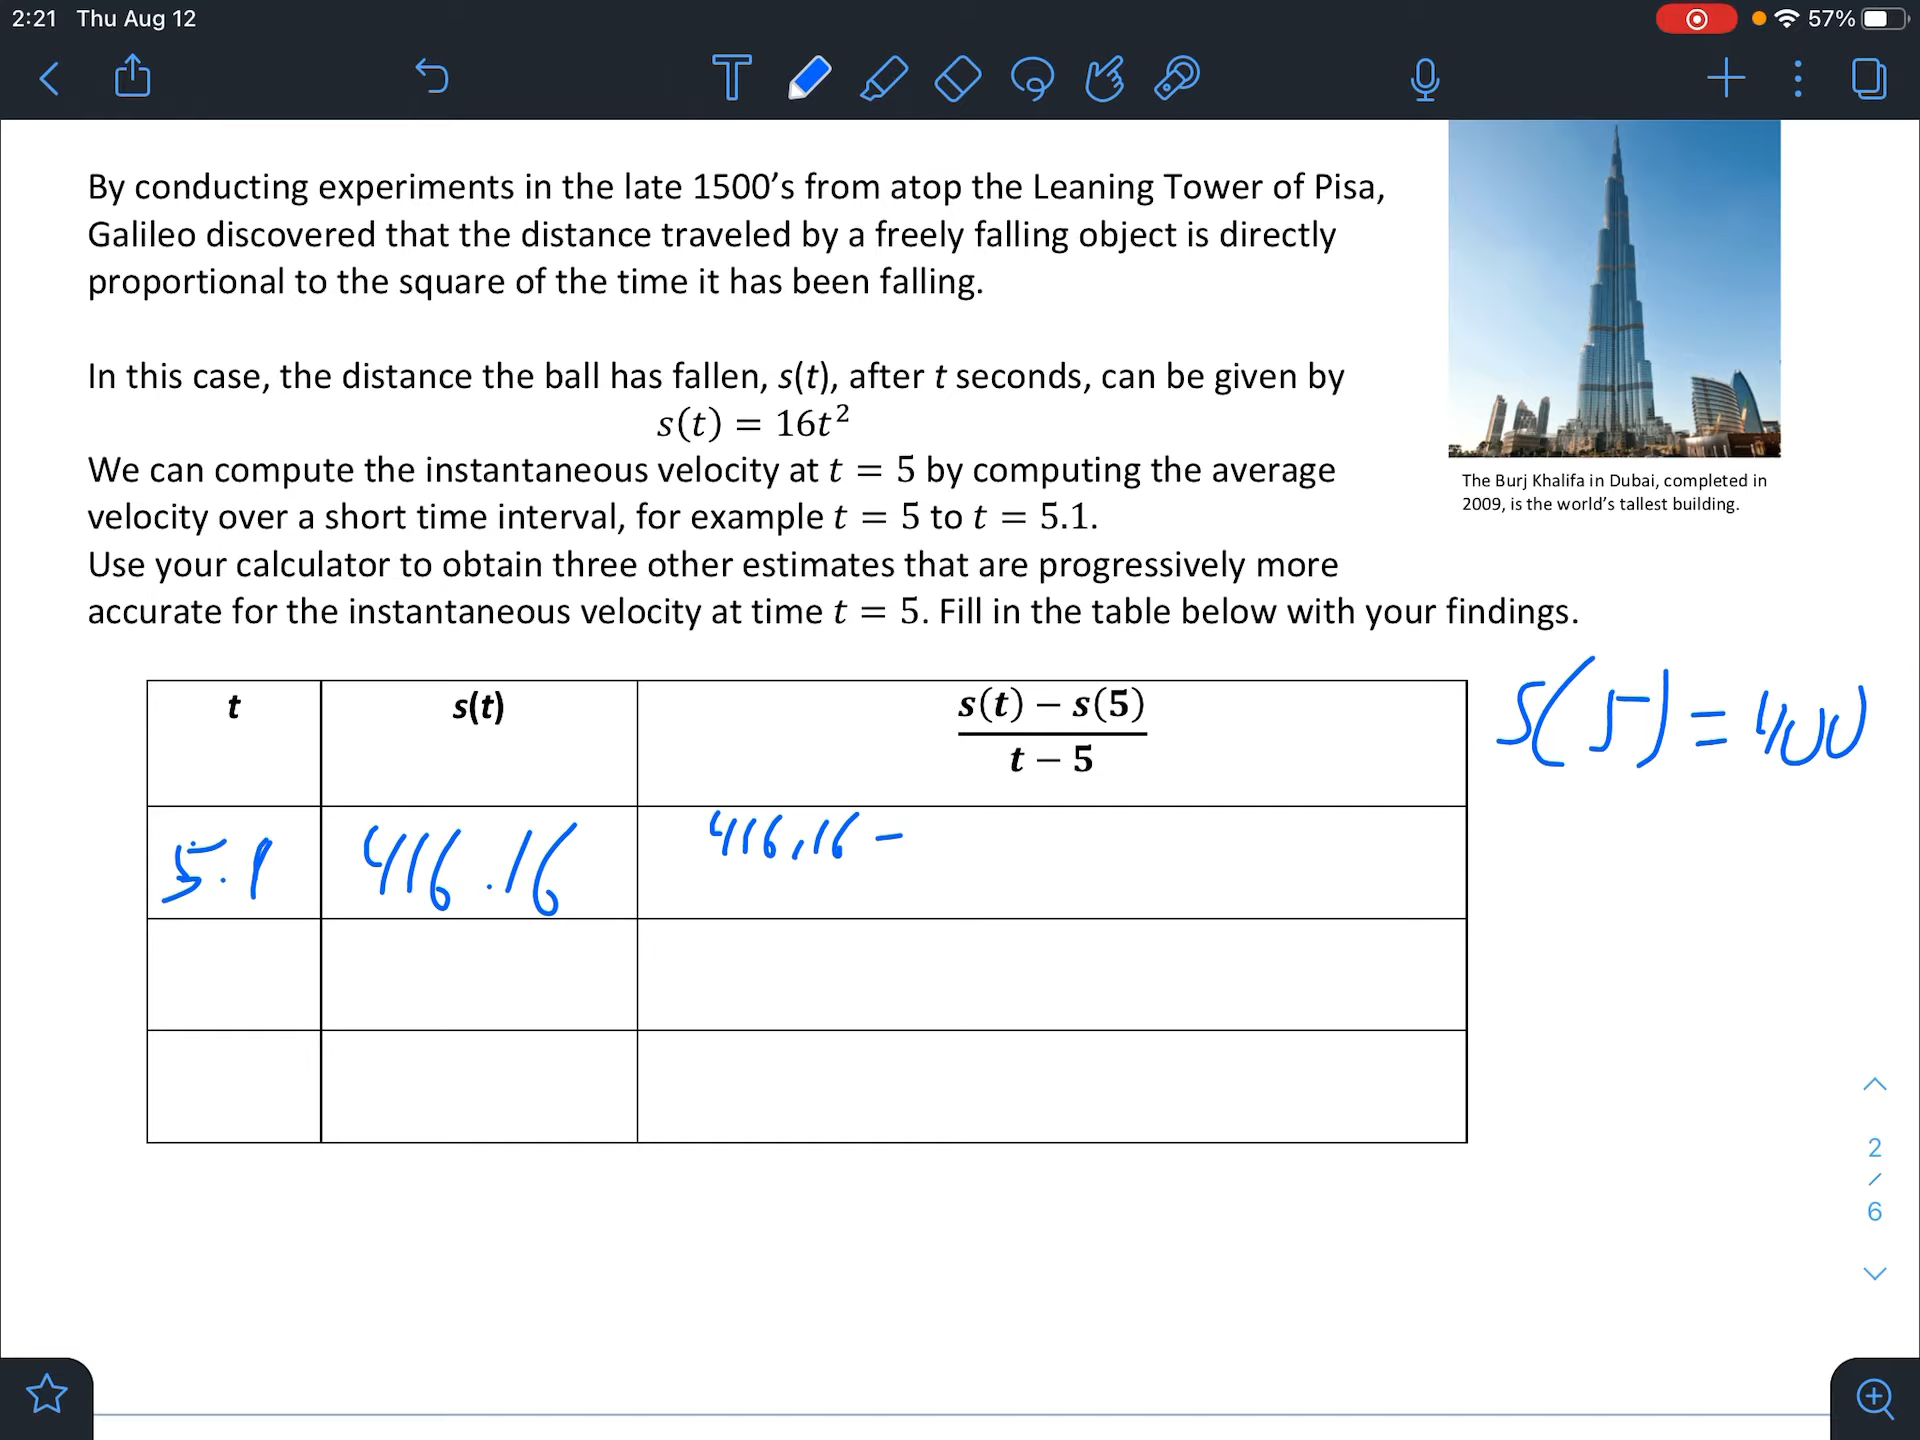 2:21 Thu Aug 12
57%
By conducting experiments in the late 1500’s from atop the Leaning Tower of Pisa,
Galileo discovered that the distance traveled by a freely falling object is directly
proportional to the square of the time it has been falling.
In this case, the distance the ball has fallen, s(t), after t seconds, can be given by
s(t) = 16t²
We can compute the instantaneous velocity at t = 5 by computing the average
velocity over a short time interval, for example t = 5 to t = 5.1.
Use your calculator to obtain three other estimates that are progressively more
accurate for the instantaneous velocity at time t = 5. Fill in the table below with your findings.
The Burj Khalifa in Dubai, completed in
2009, is the world’s tallest building.
t s(t) s(t) − s(5)
t − 5
s(5) = 400
5.1 416.16 416.16 −
2
/
6